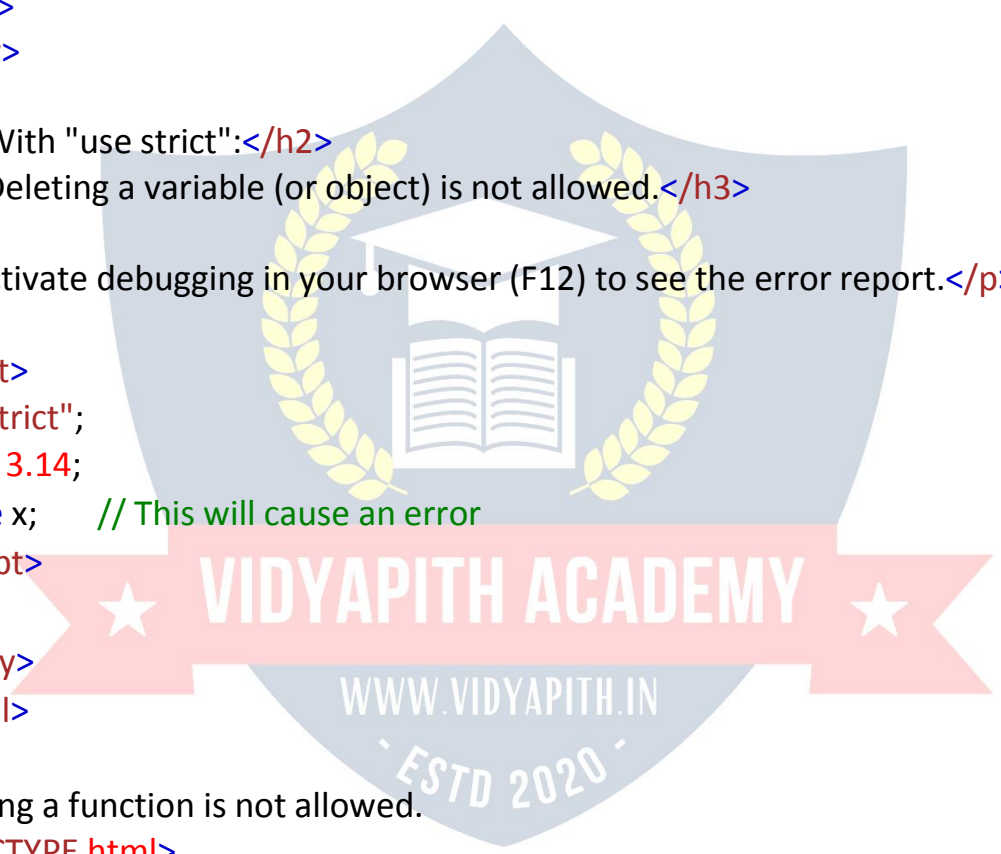 >
>
With "use strict":</h2>
Deleting a variable (or object) is not allowed.</h3>
tivate debugging in your browser (F12) to see the error report.</p>
t>
trict";
3.14;
x; // This will cause an error
pt>
VIDYAPITH ACADEMY
y>
WWW.VIDYAPITH.IN
l>
ESTD 2020
ng a function is not allowed.
CTYPE html>